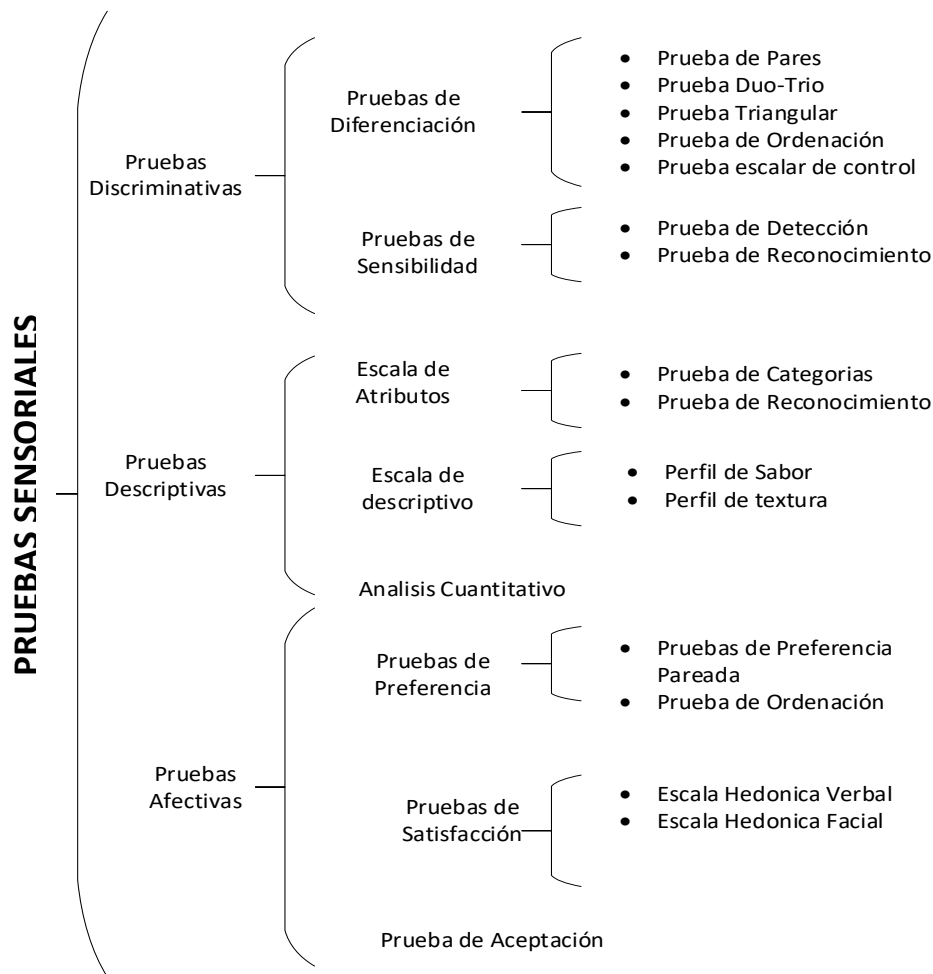 PRUEBAS SENSORIALES
Pruebas
Discriminativas
Pruebas de
Diferenciación
• Prueba de Pares
• Prueba Duo-Trio
• Prueba Triangular
• Prueba de Ordenación
• Prueba escalar de control
Pruebas de
Sensibilidad
• Prueba de Detección
• Prueba de Reconocimiento
Pruebas
Descriptivas
Escala de
Atributos
• Prueba de Categorias
• Prueba de Reconocimiento
Escala de
descriptivo
• Perfil de Sabor
• Perfil de textura
Analisis Cuantitativo
Pruebas
Afectivas
Pruebas de
Preferencia
• Pruebas de Preferencia
Pareada
• Prueba de Ordenación
Pruebas de
Satisfacción
• Escala Hedonica Verbal
• Escala Hedonica Facial
Prueba de Aceptación